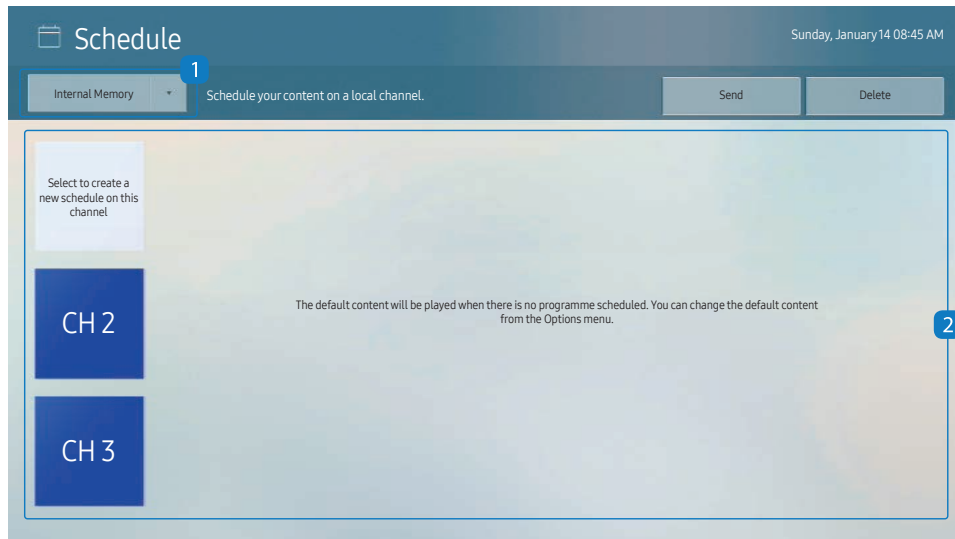 Schedule
Sunday, January 14 08:45 AM
1
Internal Memory
Schedule your content on a local channel.
Send
Delete
Select to create a
new schedule on this
channel
CH 2
The default content will be played when there is no programme scheduled. You can change the default content
from the Options menu.
2
CH 3